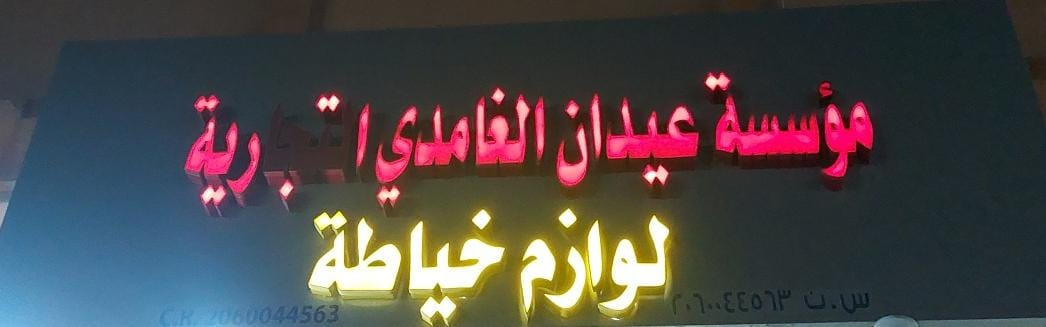 مؤسسة عيدان الغامدي التجارية
لوازم خياطة
س.ت ٢٠٦٠٠٤٤٥٦٣
C.R. 2060044563